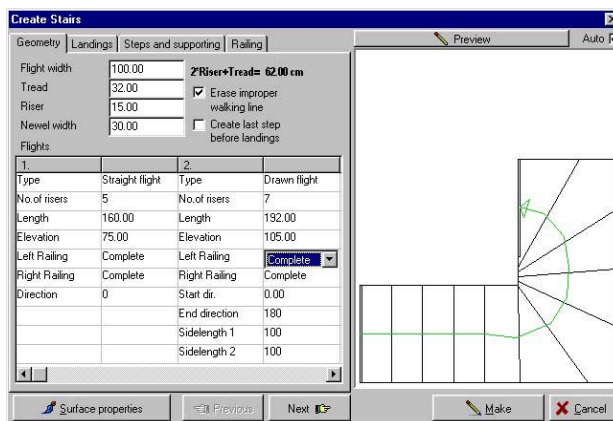 Create Stairs
Geometry Landings Steps and supporting Railing
Preview
Auto
Flight width 100.00
Tread 32.00
Riser 15.00
Newel width 30.00
2*Riser+Tread= 62.00 cm
Erase improper
walking line
Create last step
before landings
Flights
1. 2.
Type Straight flight Type Drawn flight
No.of risers 5 No.of risers 7
Length 160.00 Length 192.00
Elevation 75.00 Elevation 105.00
Left Railing Complete Left Railing Complete
Right Railing Complete Right Railing Complete
Direction 0 Start dir. 0.00
End direction 180
Sidelength 1 100
Sidelength 2 100
Surface properties Previous Next Make Cancel